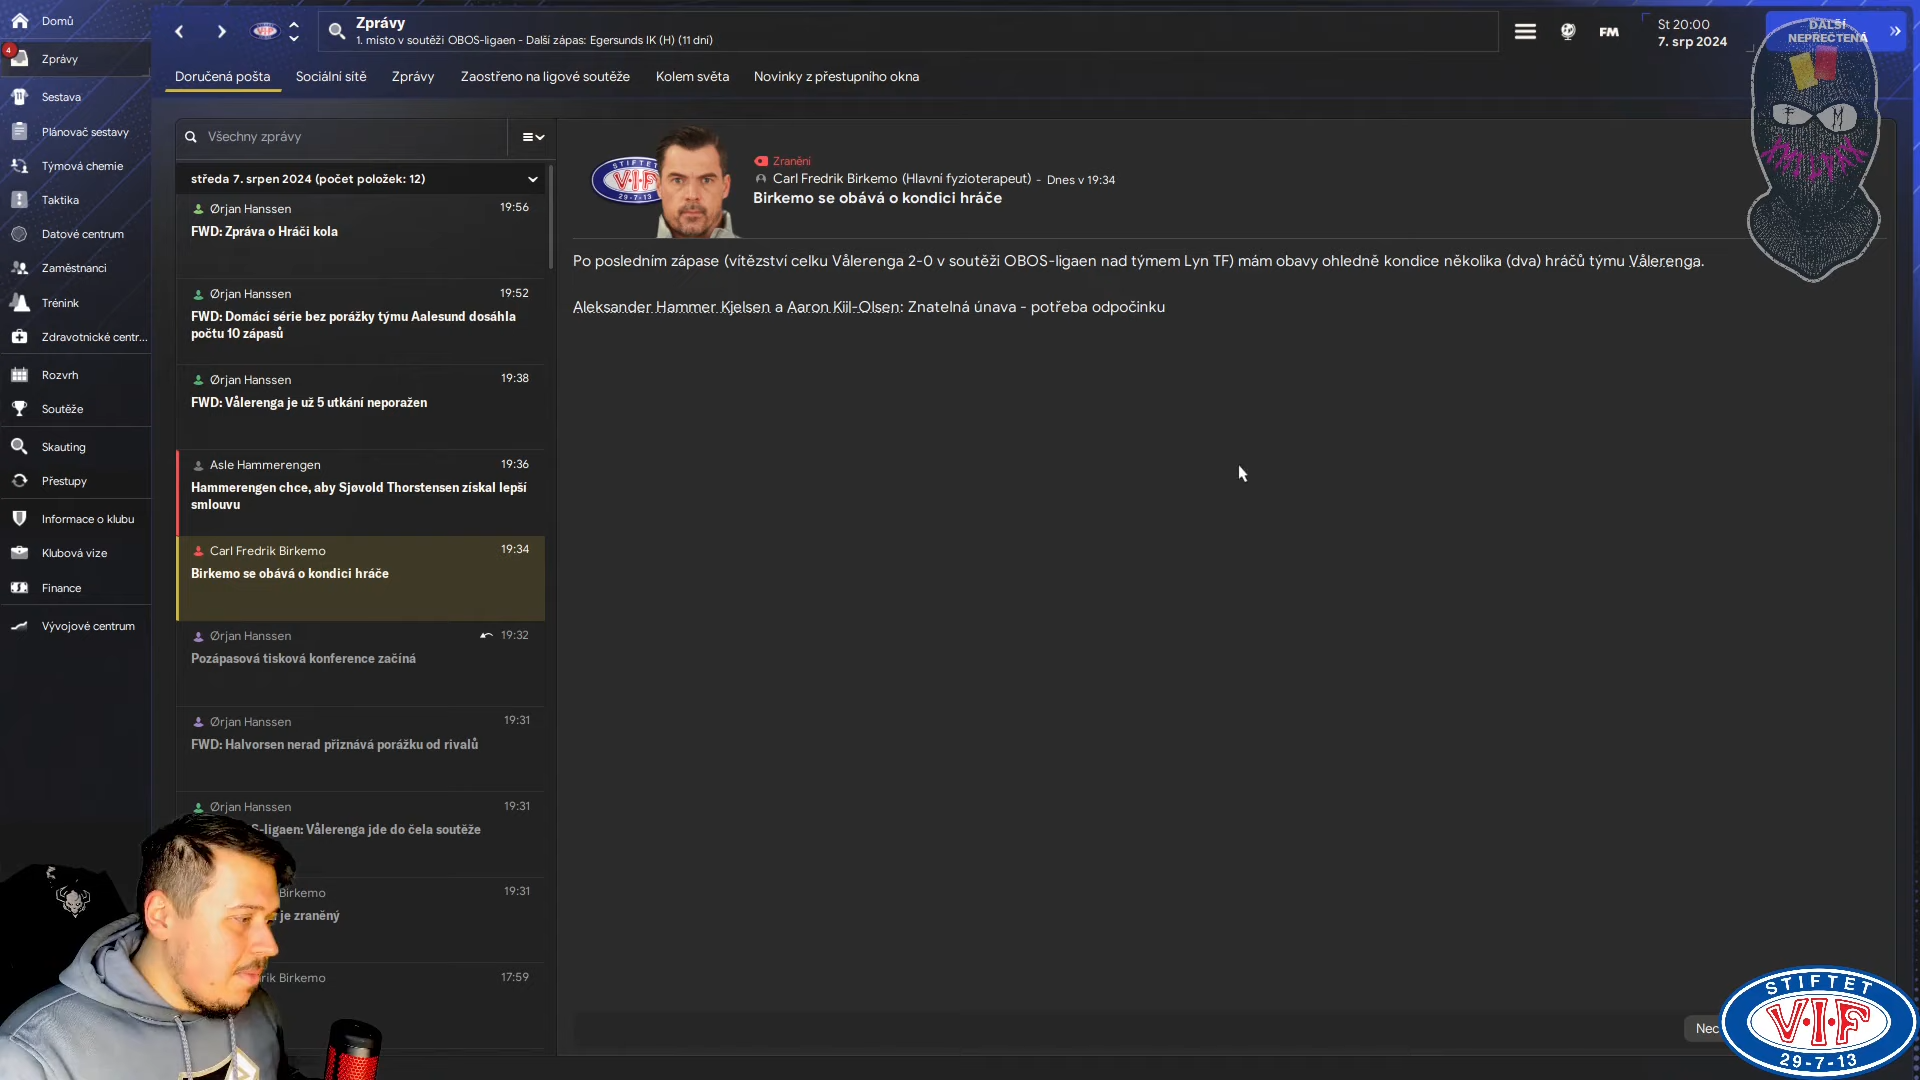 Domů
4
Zprávy
Sestava
Plánovač sestavy
Týmová chemie
Taktika
Datové centrum
Zaměstnanci
Trénink
Zdravotnické centr...
Rozvrh
Soutěže
Skauting
Přestupy
Informace o klubu
Klubová vize
Finance
Vývojové centrum
Zprávy
1. místo v soutěži OBOS-ligaen - Další zápas: Egersunds IK (H) (11 dní)
FM
St 20:00
7. srp 2024
DALŠÍ
NEPŘEČTENÁ
Doručená pošta
Sociální sítě
Zprávy
Zaostřeno na ligové soutěže
Kolem světa
Novinky z přestupního okna
Všechny zprávy
středa 7. srpen 2024 (počet položek: 12)
Ørjan Hanssen 19:56
FWD: Zpráva o Hráči kola
Ørjan Hanssen 19:52
FWD: Domácí série bez porážky týmu Aalesund dosáhla
počtu 10 zápasů
Ørjan Hanssen 19:38
FWD: Vålerenga je už 5 utkání neporažen
Asle Hammerengen 19:36
Hammerengen chce, aby Sjøvold Thorstensen získal lepší
smlouvu
Carl Fredrik Birkemo 19:34
Birkemo se obává o kondici hráče
Ørjan Hanssen 19:32
Pozápasová tisková konference začíná
Ørjan Hanssen 19:31
FWD: Halvorsen nerad přiznává porážku od rivalů
Ørjan Hanssen 19:31
S-ligaen: Vålerenga jde do čela soutěže
Birkemo 19:31
je zraněný
rik Birkemo 17:59
STIFTET
VIF
29-7-13
Zranění
Carl Fredrik Birkemo (Hlavní fyzioterapeut) - Dnes v 19:34
Birkemo se obává o kondici hráče
Po posledním zápase (vítězství celku Vålerenga 2-0 v soutěži OBOS-ligaen nad týmem Lyn TF) mám obavy ohledně kondice několika (dva) hráčů týmu Vålerenga.
Aleksander Hammer Kjelsen a Aaron Kiil-Olsen: Znatelná únava - potřeba odpočinku
Nec
STIFTET
V·I·F
29-7-13